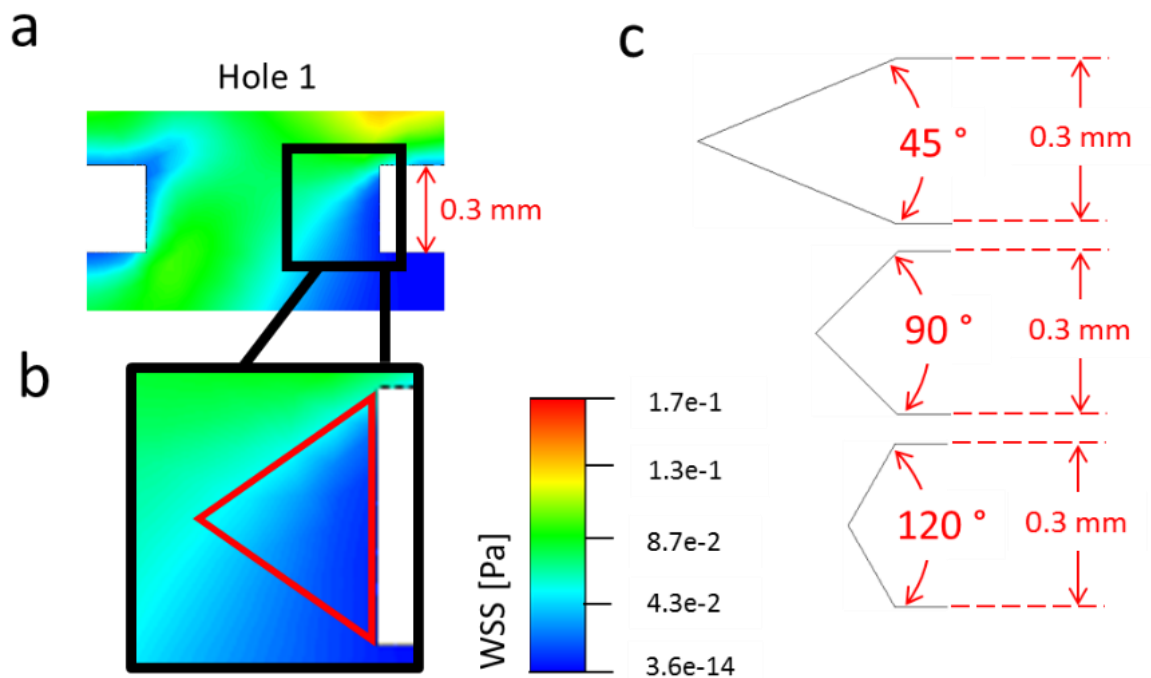 a
Hole 1
0.3 mm
b
WSS [Pa]
1.7e-1
1.3e-1
8.7e-2
4.3e-2
3.6e-14
c
45 °
0.3 mm
90 °
0.3 mm
120 °
0.3 mm